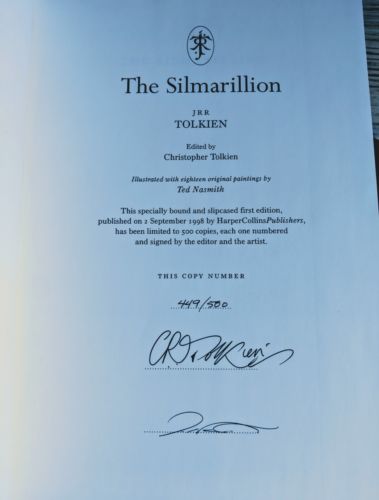 The Silmarillion
JRR
TOLKIEN
Edited by
Christopher Tolkien
Illustrated with eighteen original paintings by
Ted Nasmith
This specially bound and slipcased first edition,
published on 2 September 1998 by HarperCollinsPublishers,
has been limited to 500 copies, each one numbered
and signed by the editor and the artist.
THIS COPY NUMBER
449/500
CR Tolkien